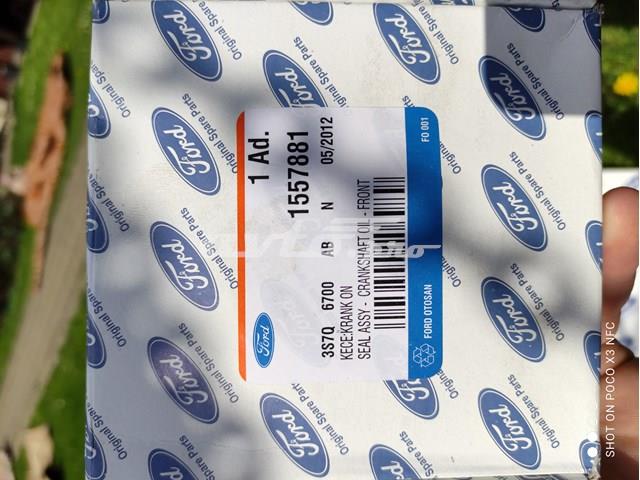 1 Ad.
1557881
3S7Q 6700 AB N 05/2012
KECE-KRANK ON
SEAL ASSY - CRANKSHAFT OIL - FRONT
Ford
FORD OTOSAN
FO 001
Ford
Original Spare Parts
SHOT ON POCO X3 NFC